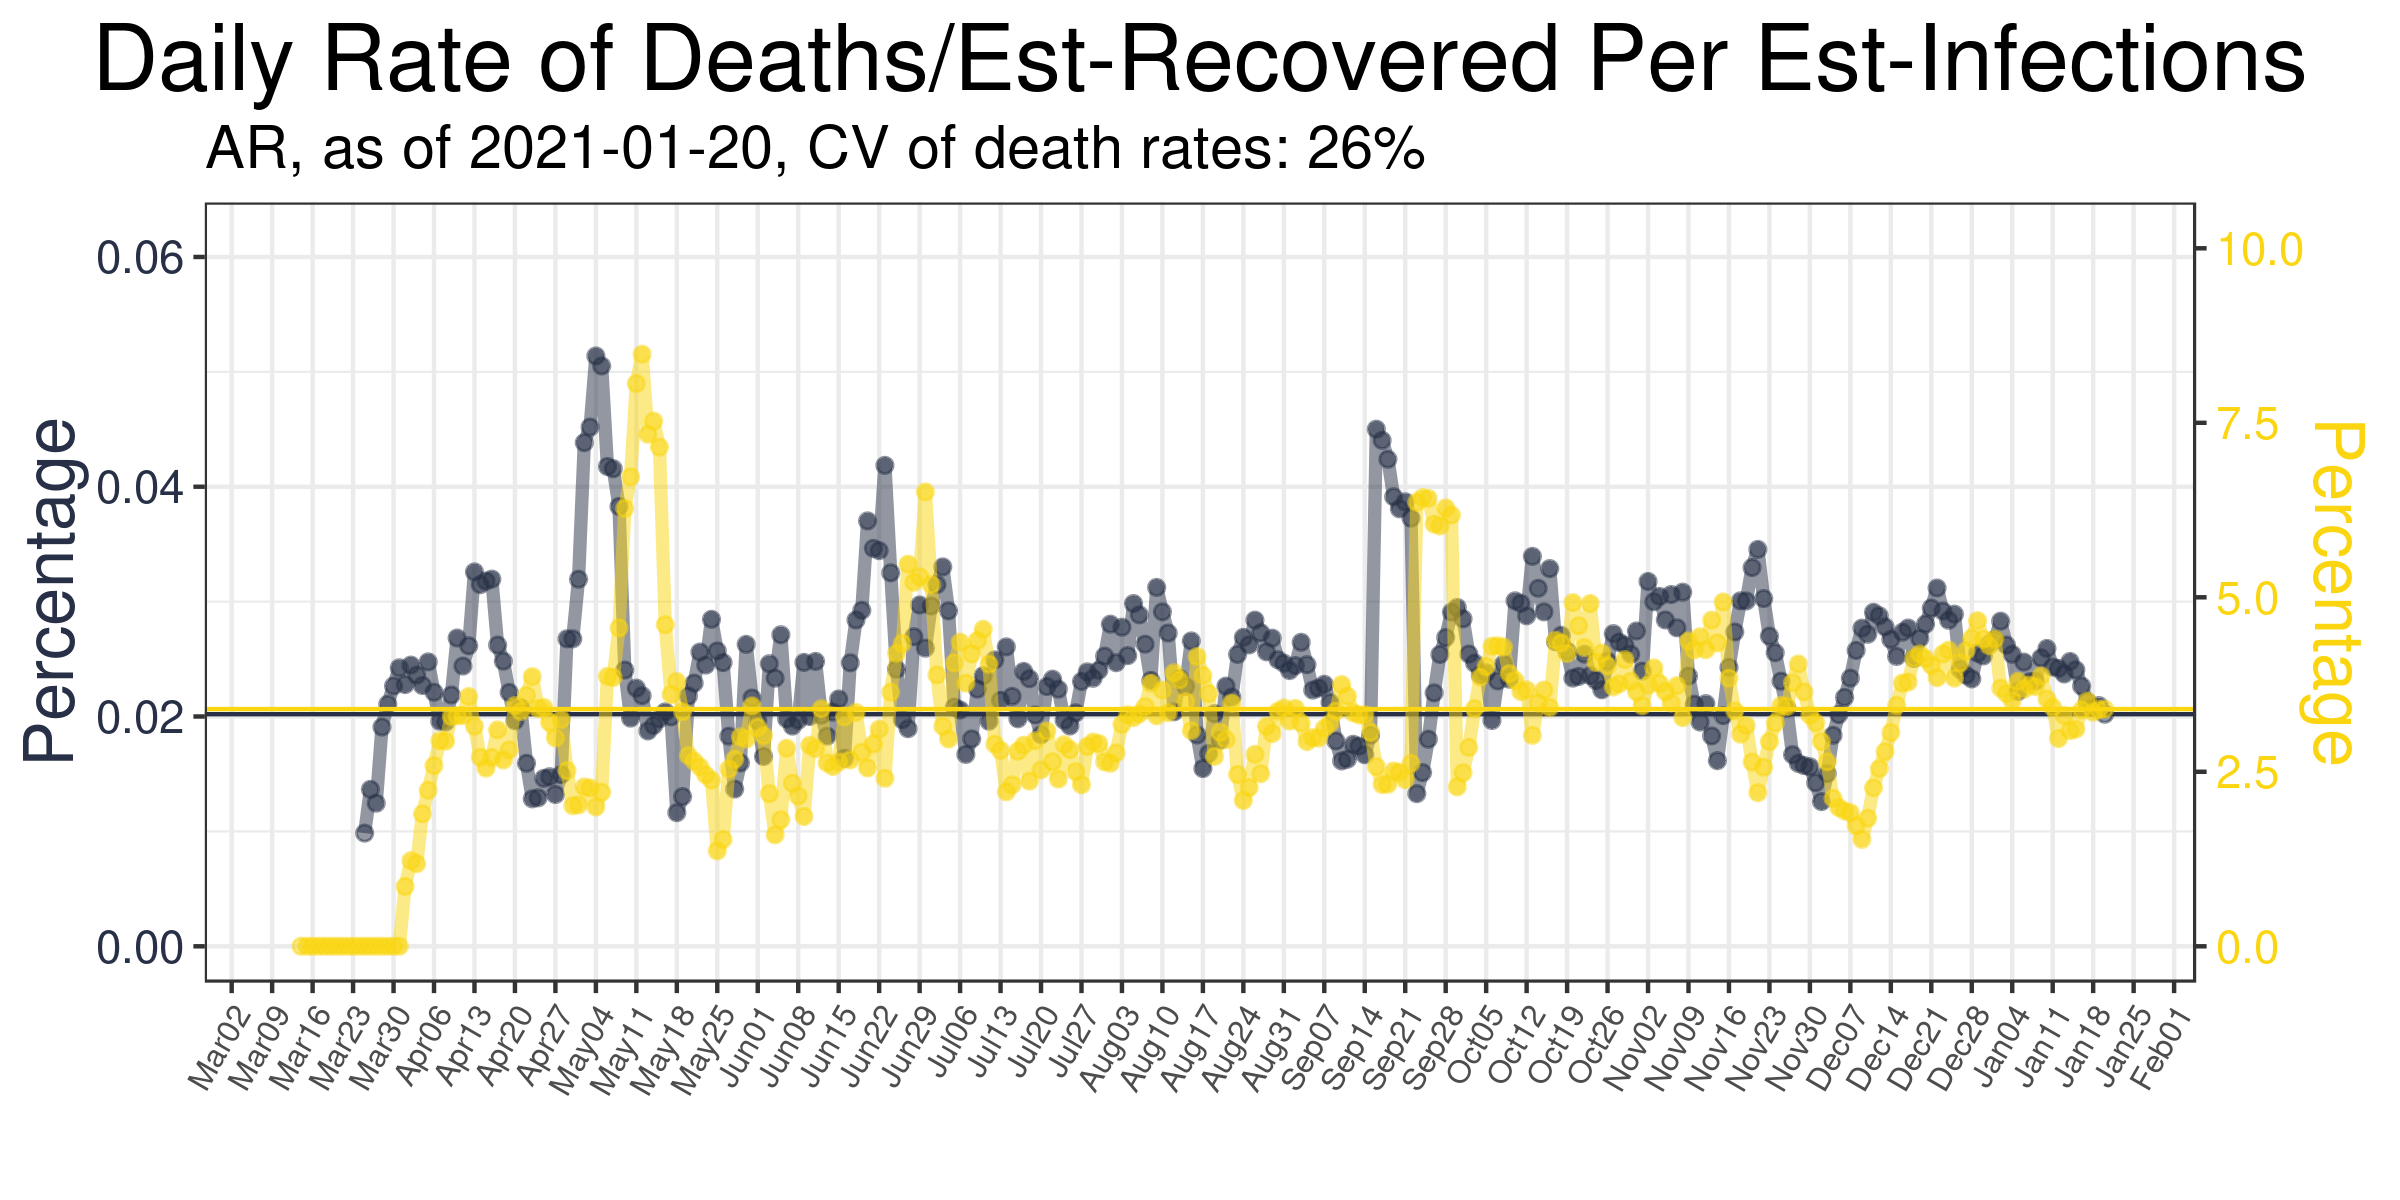 Daily Rate of Deaths/Est-Recovered Per Est-Infections
AR, as of 2021-01-20, CV of death rates: 26%
Percentage
0.06
0.04
0.02
0.00
10.0
7.5
5.0
2.5
0.0
Percentage
Mar02
Mar09
Mar16
Mar23
Mar30
Apr06
Apr13
Apr20
Apr27
May04
May11
May18
May25
Jun01
Jun08
Jun15
Jun22
Jun29
Jul06
Jul13
Jul20
Jul27
Aug03
Aug10
Aug17
Aug24
Aug31
Sep07
Sep14
Sep21
Sep28
Oct05
Oct12
Oct19
Oct26
Nov02
Nov09
Nov16
Nov23
Nov30
Dec07
Dec14
Dec21
Dec28
Jan04
Jan11
Jan18
Jan25
Feb01